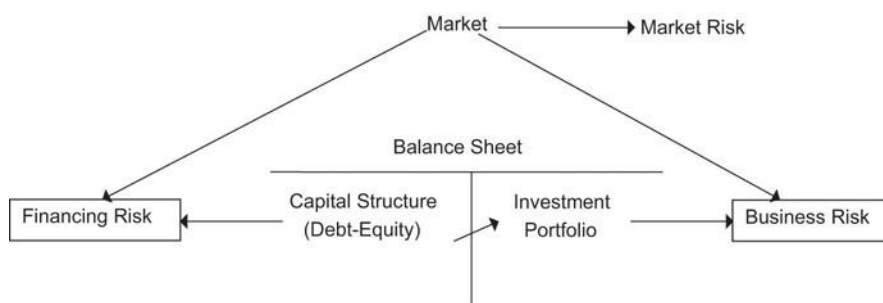 Market
Market Risk
Balance Sheet
Financing Risk
Capital Structure
(Debt-Equity)
Investment
Portfolio
Business Risk